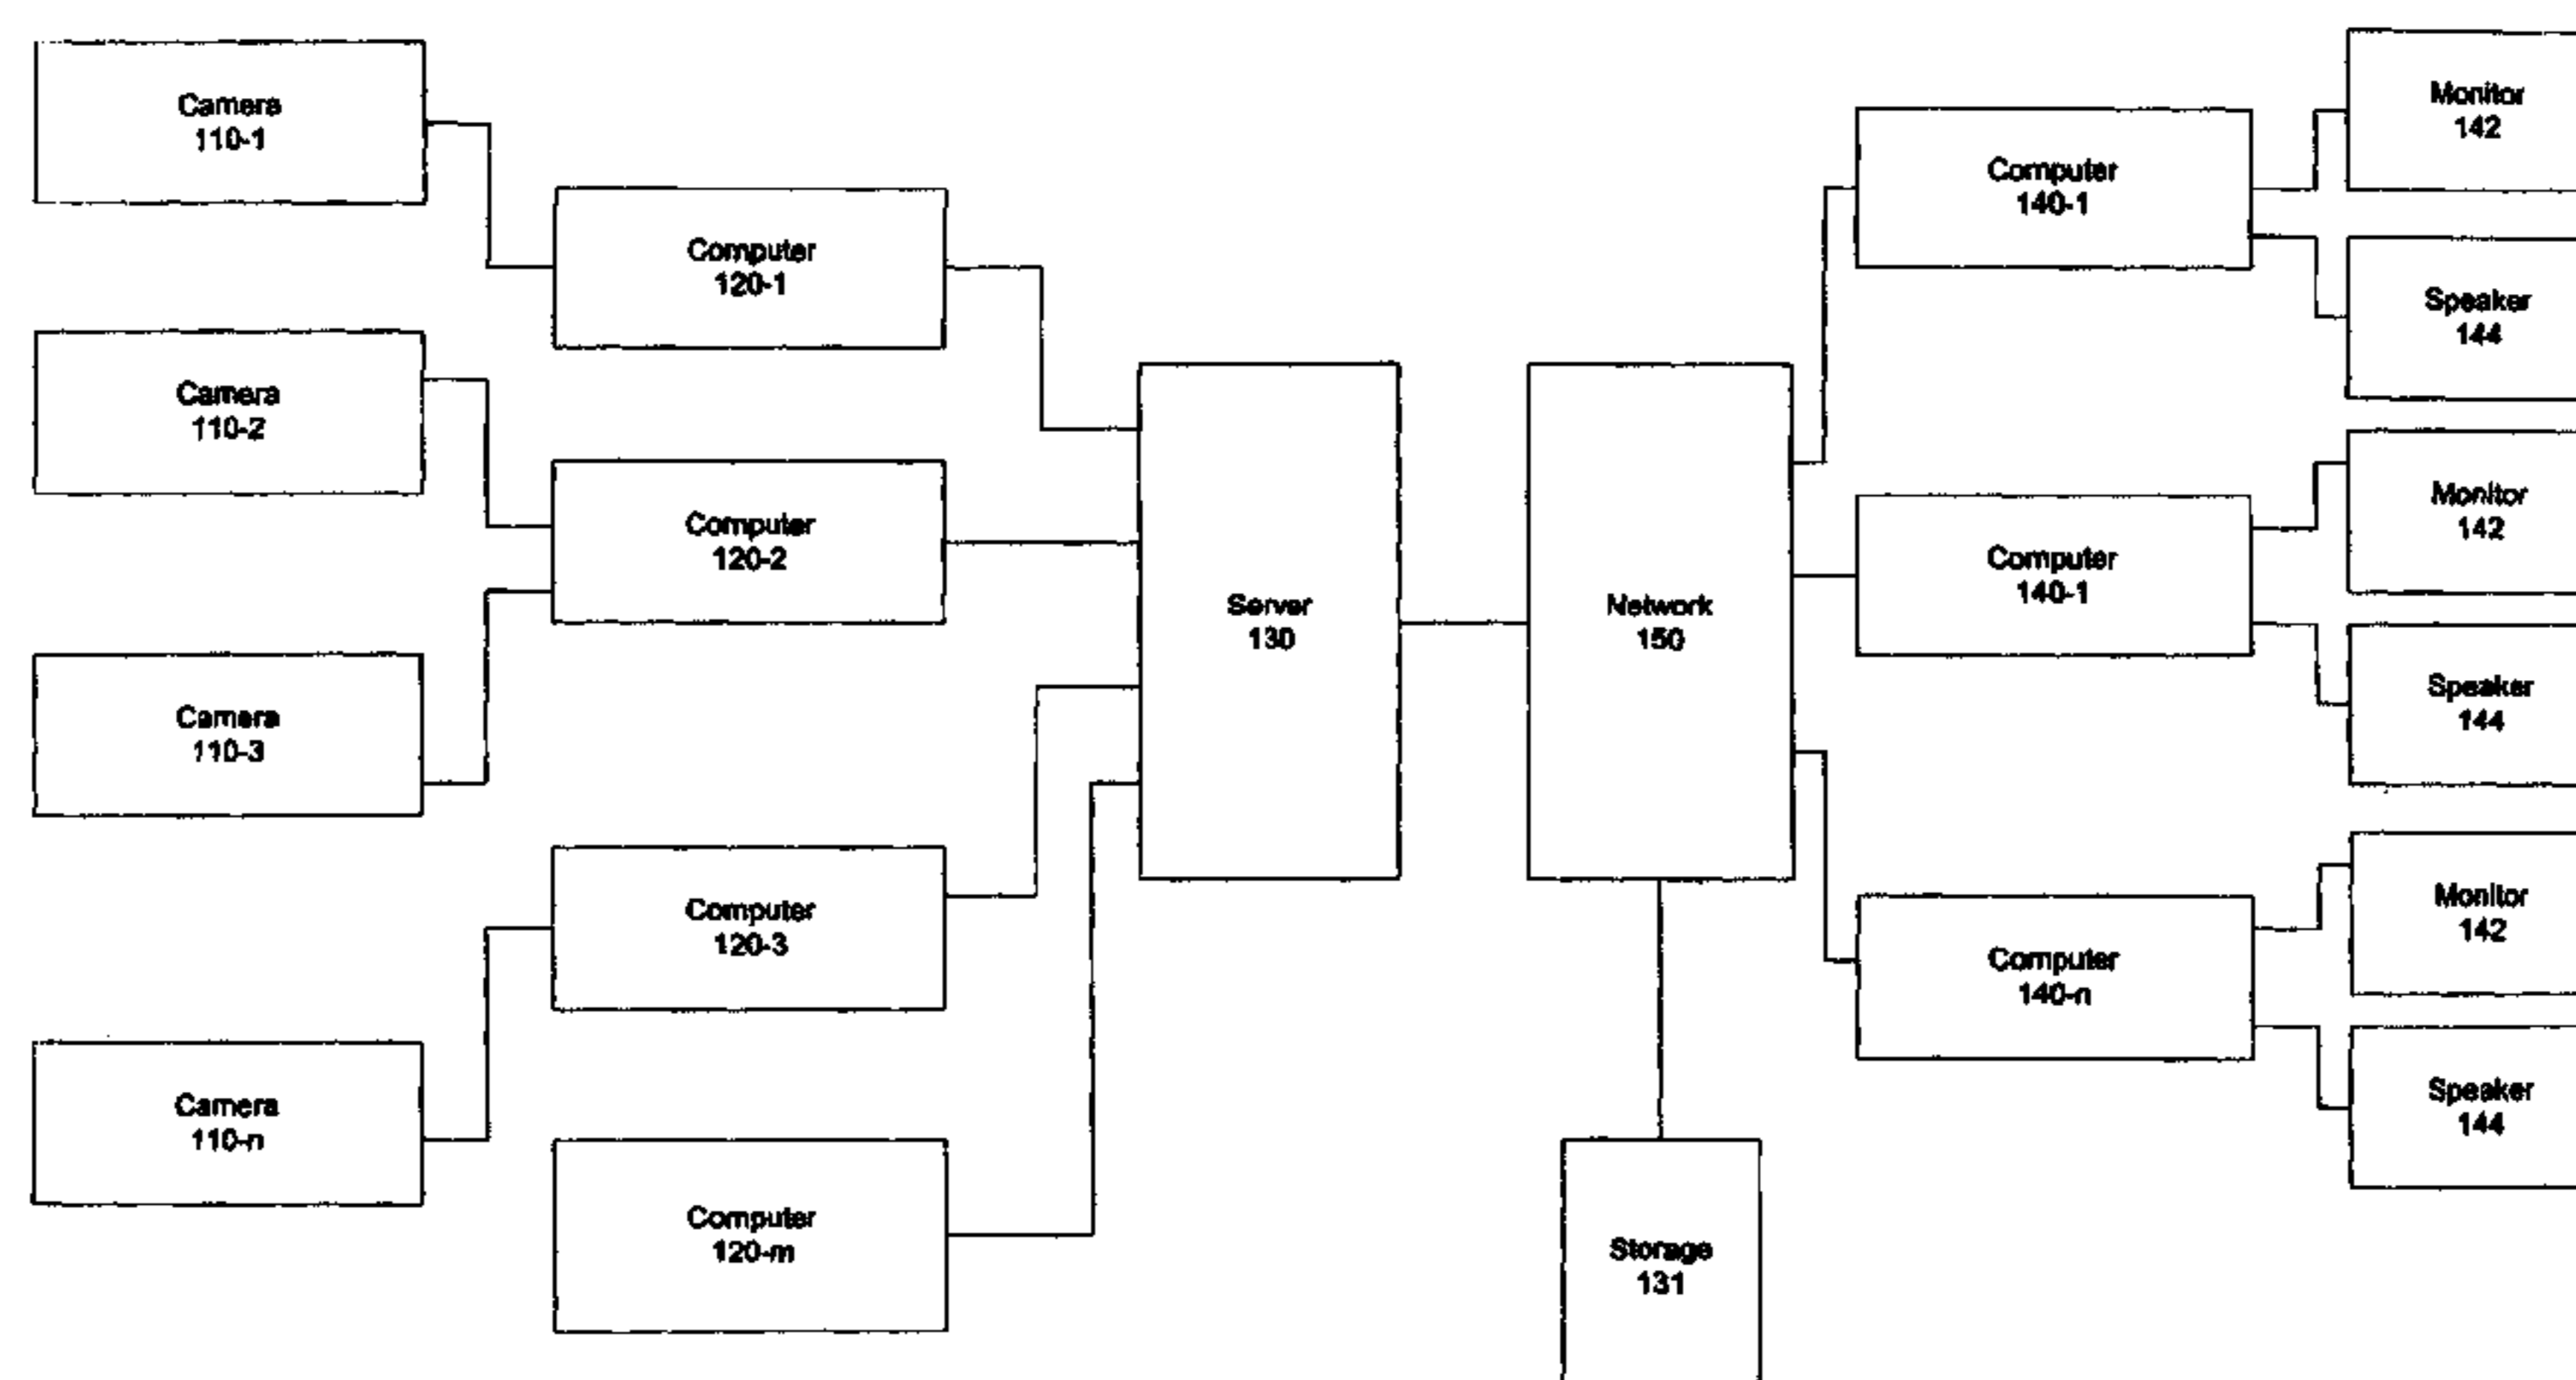 Camera
110-1
Camera
110-2
Camera
110-3
Camera
110-n
Computer
120-1
Computer
120-2
Computer
120-3
Computer
120-m
Server
130
Network
150
Storage
131
Computer
140-1
Computer
140-1
Computer
140-n
Monitor
142
Speaker
144
Monitor
142
Speaker
144
Monitor
142
Speaker
144